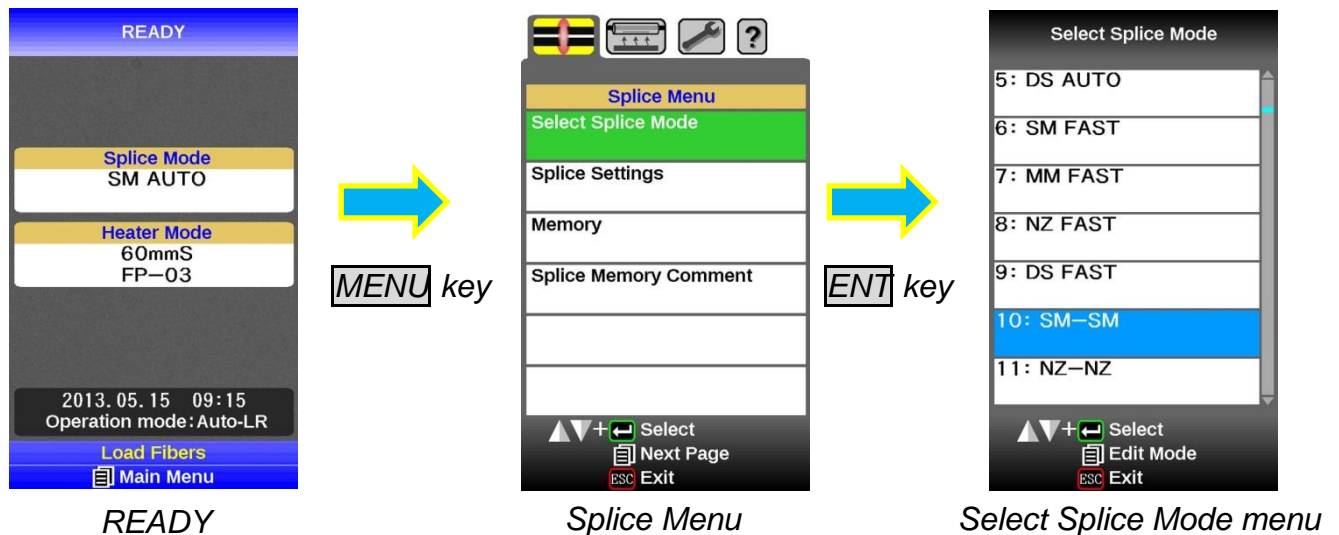 READY
Splice Mode
SM AUTO
Heater Mode
60mmS
FP-03
2013.05.15 09:15
Operation mode:Auto-LR
Load Fibers
Main Menu
READY
MENU key
?
Splice Menu
Select Splice Mode
Splice Settings
Memory
Splice Memory Comment
+ Select
Next Page
ESC Exit
Splice Menu
ENT key
Select Splice Mode
5: DS AUTO
6: SM FAST
7: MM FAST
8: NZ FAST
9: DS FAST
10: SM-SM
11: NZ-NZ
+ Select
Edit Mode
ESC Exit
Select Splice Mode menu